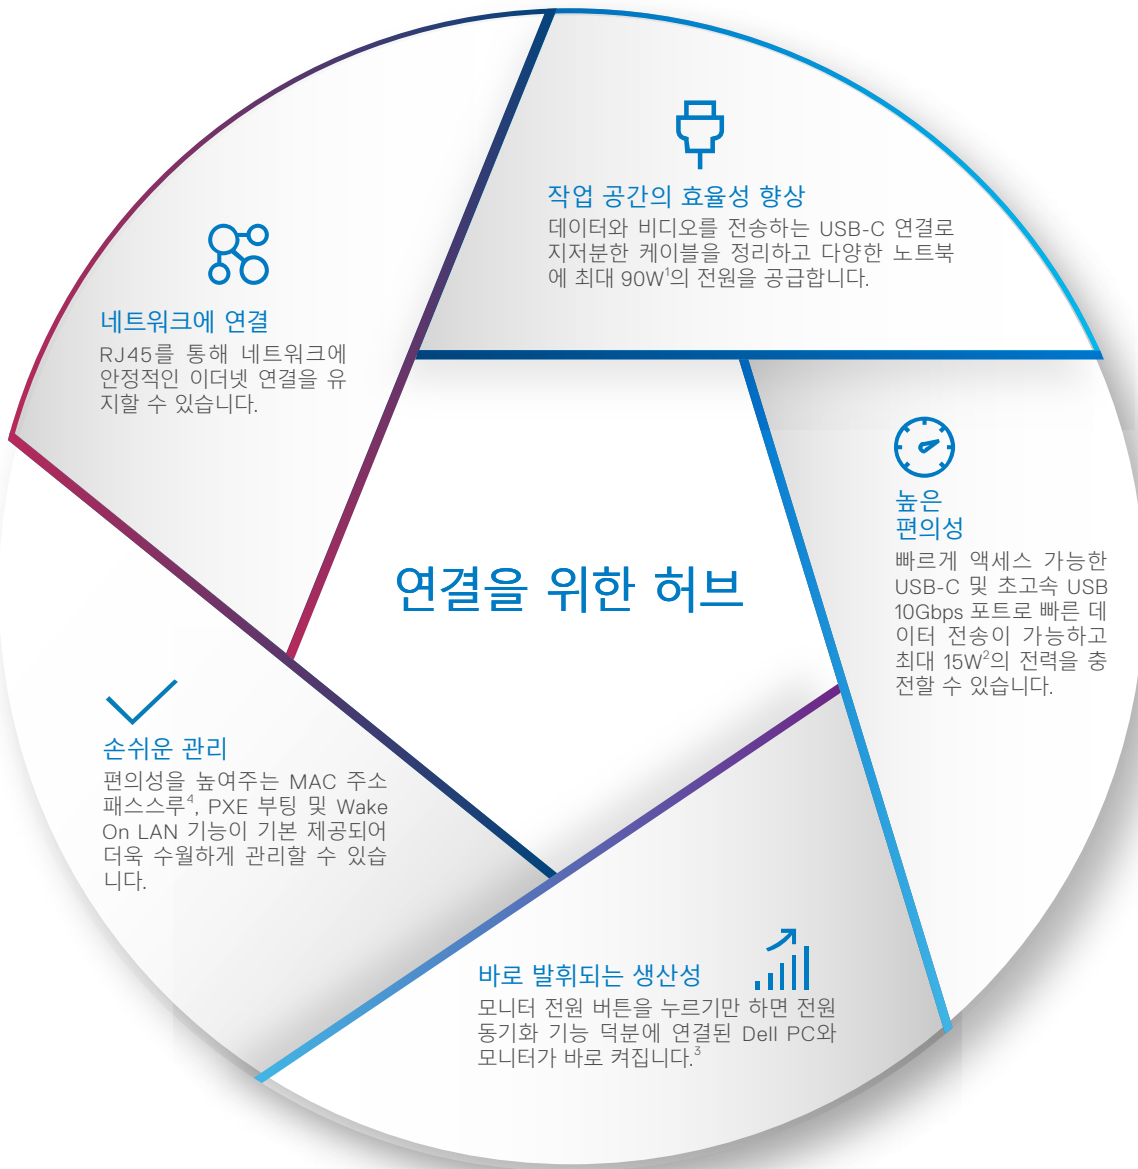 작업 공간의 효율성 향상
데이터와 비디오를 전송하는 USB-C 연결로
지저분한 케이블을 정리하고 다양한 노트북
에 최대 90W¹의 전원을 공급합니다.
네트워크에 연결
RJ45를 통해 네트워크에
안정적인 이더넷 연결을 유
지할 수 있습니다.
높은
편의성
빠르게 액세스 가능한
USB-C 및 초고속 USB
10Gbps 포트로 빠른 데
이터 전송이 가능하고
최대 15W²의 전력을 충
전할 수 있습니다.
연결을 위한 허브
손쉬운 관리
편의성을 높여주는 MAC 주소
패스스루⁴, PXE 부팅 및 Wake
On LAN 기능이 기본 제공되어
더욱 수월하게 관리할 수 있습
니다.
바로 발휘되는 생산성
모니터 전원 버튼을 누르기만 하면 전원
동기화 기능 덕분에 연결된 Dell PC와
모니터가 바로 켜집니다.³